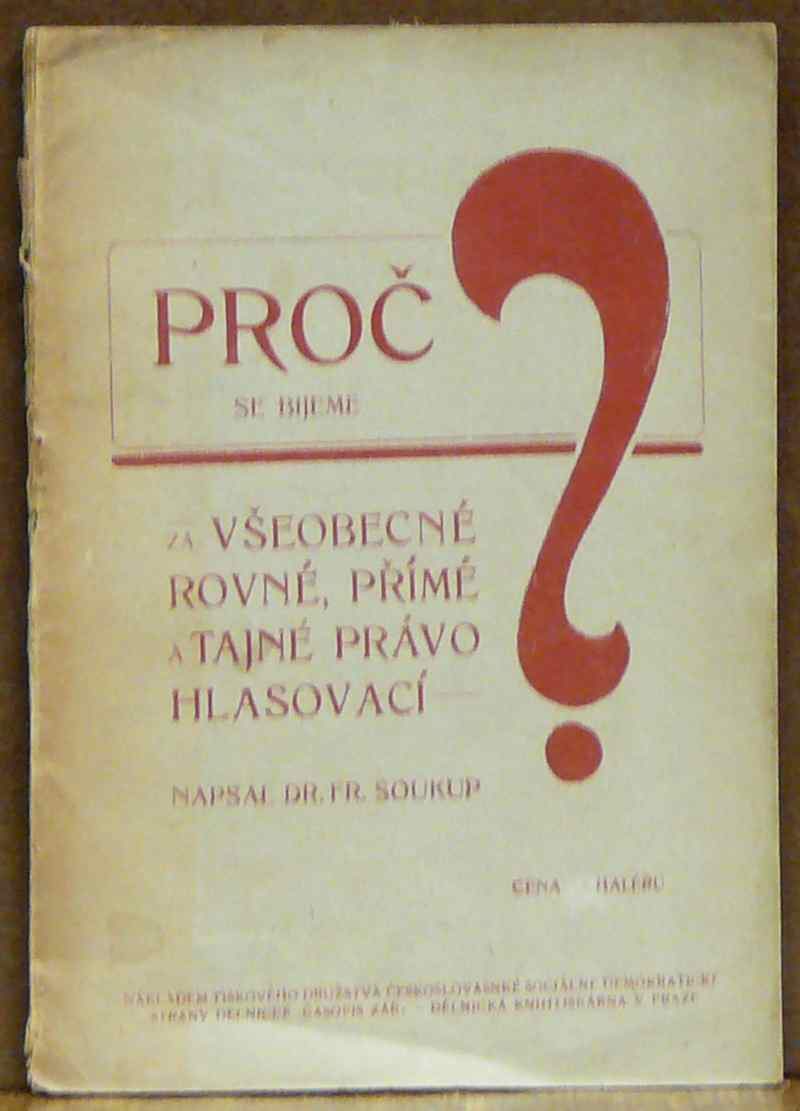 PROČ
SE BIJEME
?
ZA VŠEOBECNÉ
ROVNÉ, PŘÍMÉ
A TAJNÉ PRÁVO
HLASOVACÍ
NAPSAL DR. FR. SOUKUP
CENA HALÉŘŮ
NÁKLADEM TISKOVÉHO DRUŽSTVA ČESKOSLOVANSKÉ SOCIÁLNĚ DEMOKRATICKÉ
STRANY DĚLNICKÉ ČASOPIS ZÁŘ. – DĚLNICKÁ KNIHTISKÁRNA V PRAZE